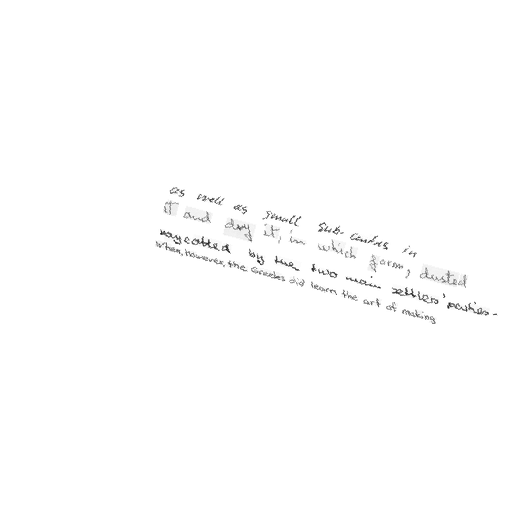 as well as small sub-units in
it and dry it, in which form, dusted
boycotted by the two main settlers' parties -
When, however, the Greeks did learn the art of making